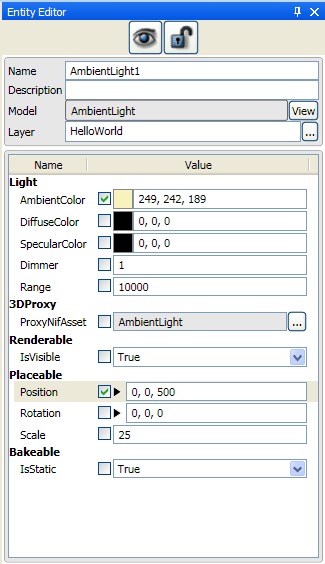 Entity Editor
Name AmbientLight1
Description
Model AmbientLight View
Layer HelloWorld ...
Name Value
Light
AmbientColor 249, 242, 189
DiffuseColor 0, 0, 0
SpecularColor 0, 0, 0
Dimmer 1
Range 10000
3DProxy
ProxyNifAsset AmbientLight ...
Renderable
IsVisible True
Placeable
Position 0, 0, 500
Rotation 0, 0, 0
Scale 25
Bakeable
IsStatic True